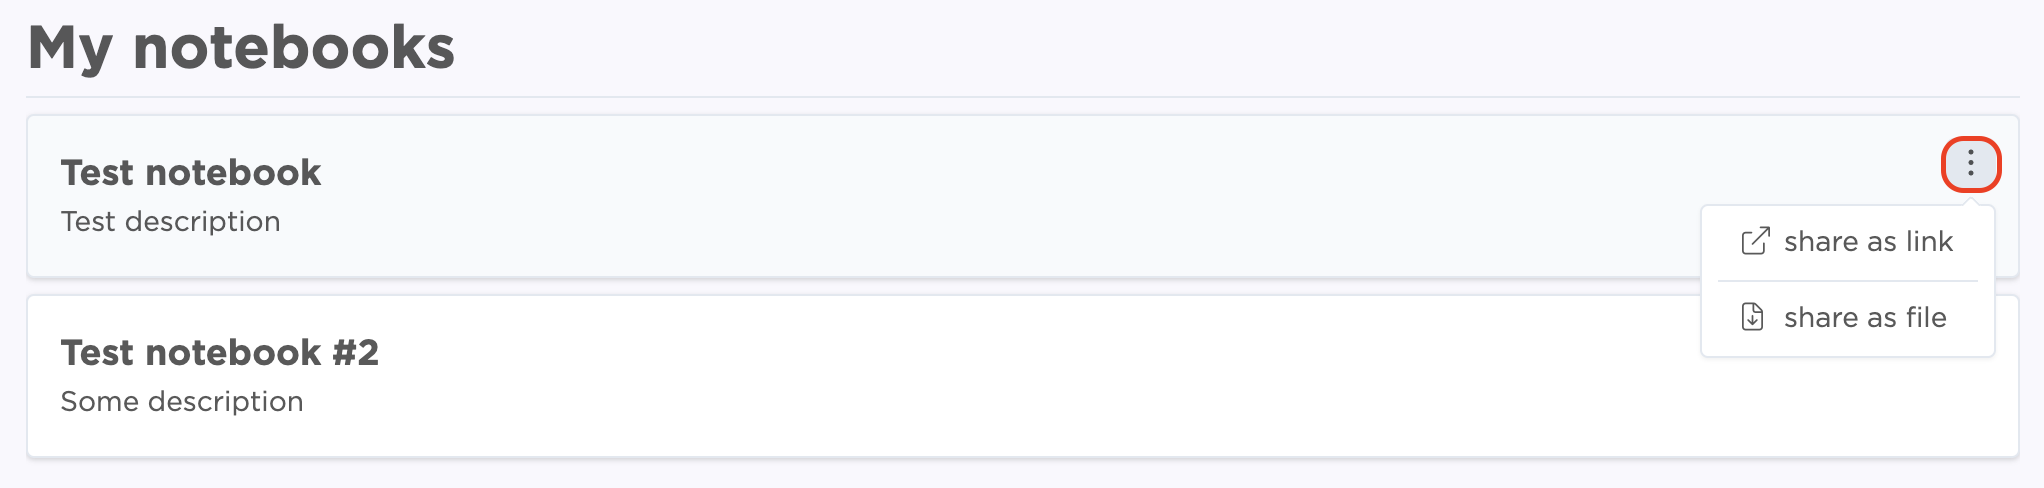 My notebooks
Test notebook
Test description
share as link
share as file
Test notebook #2
Some description